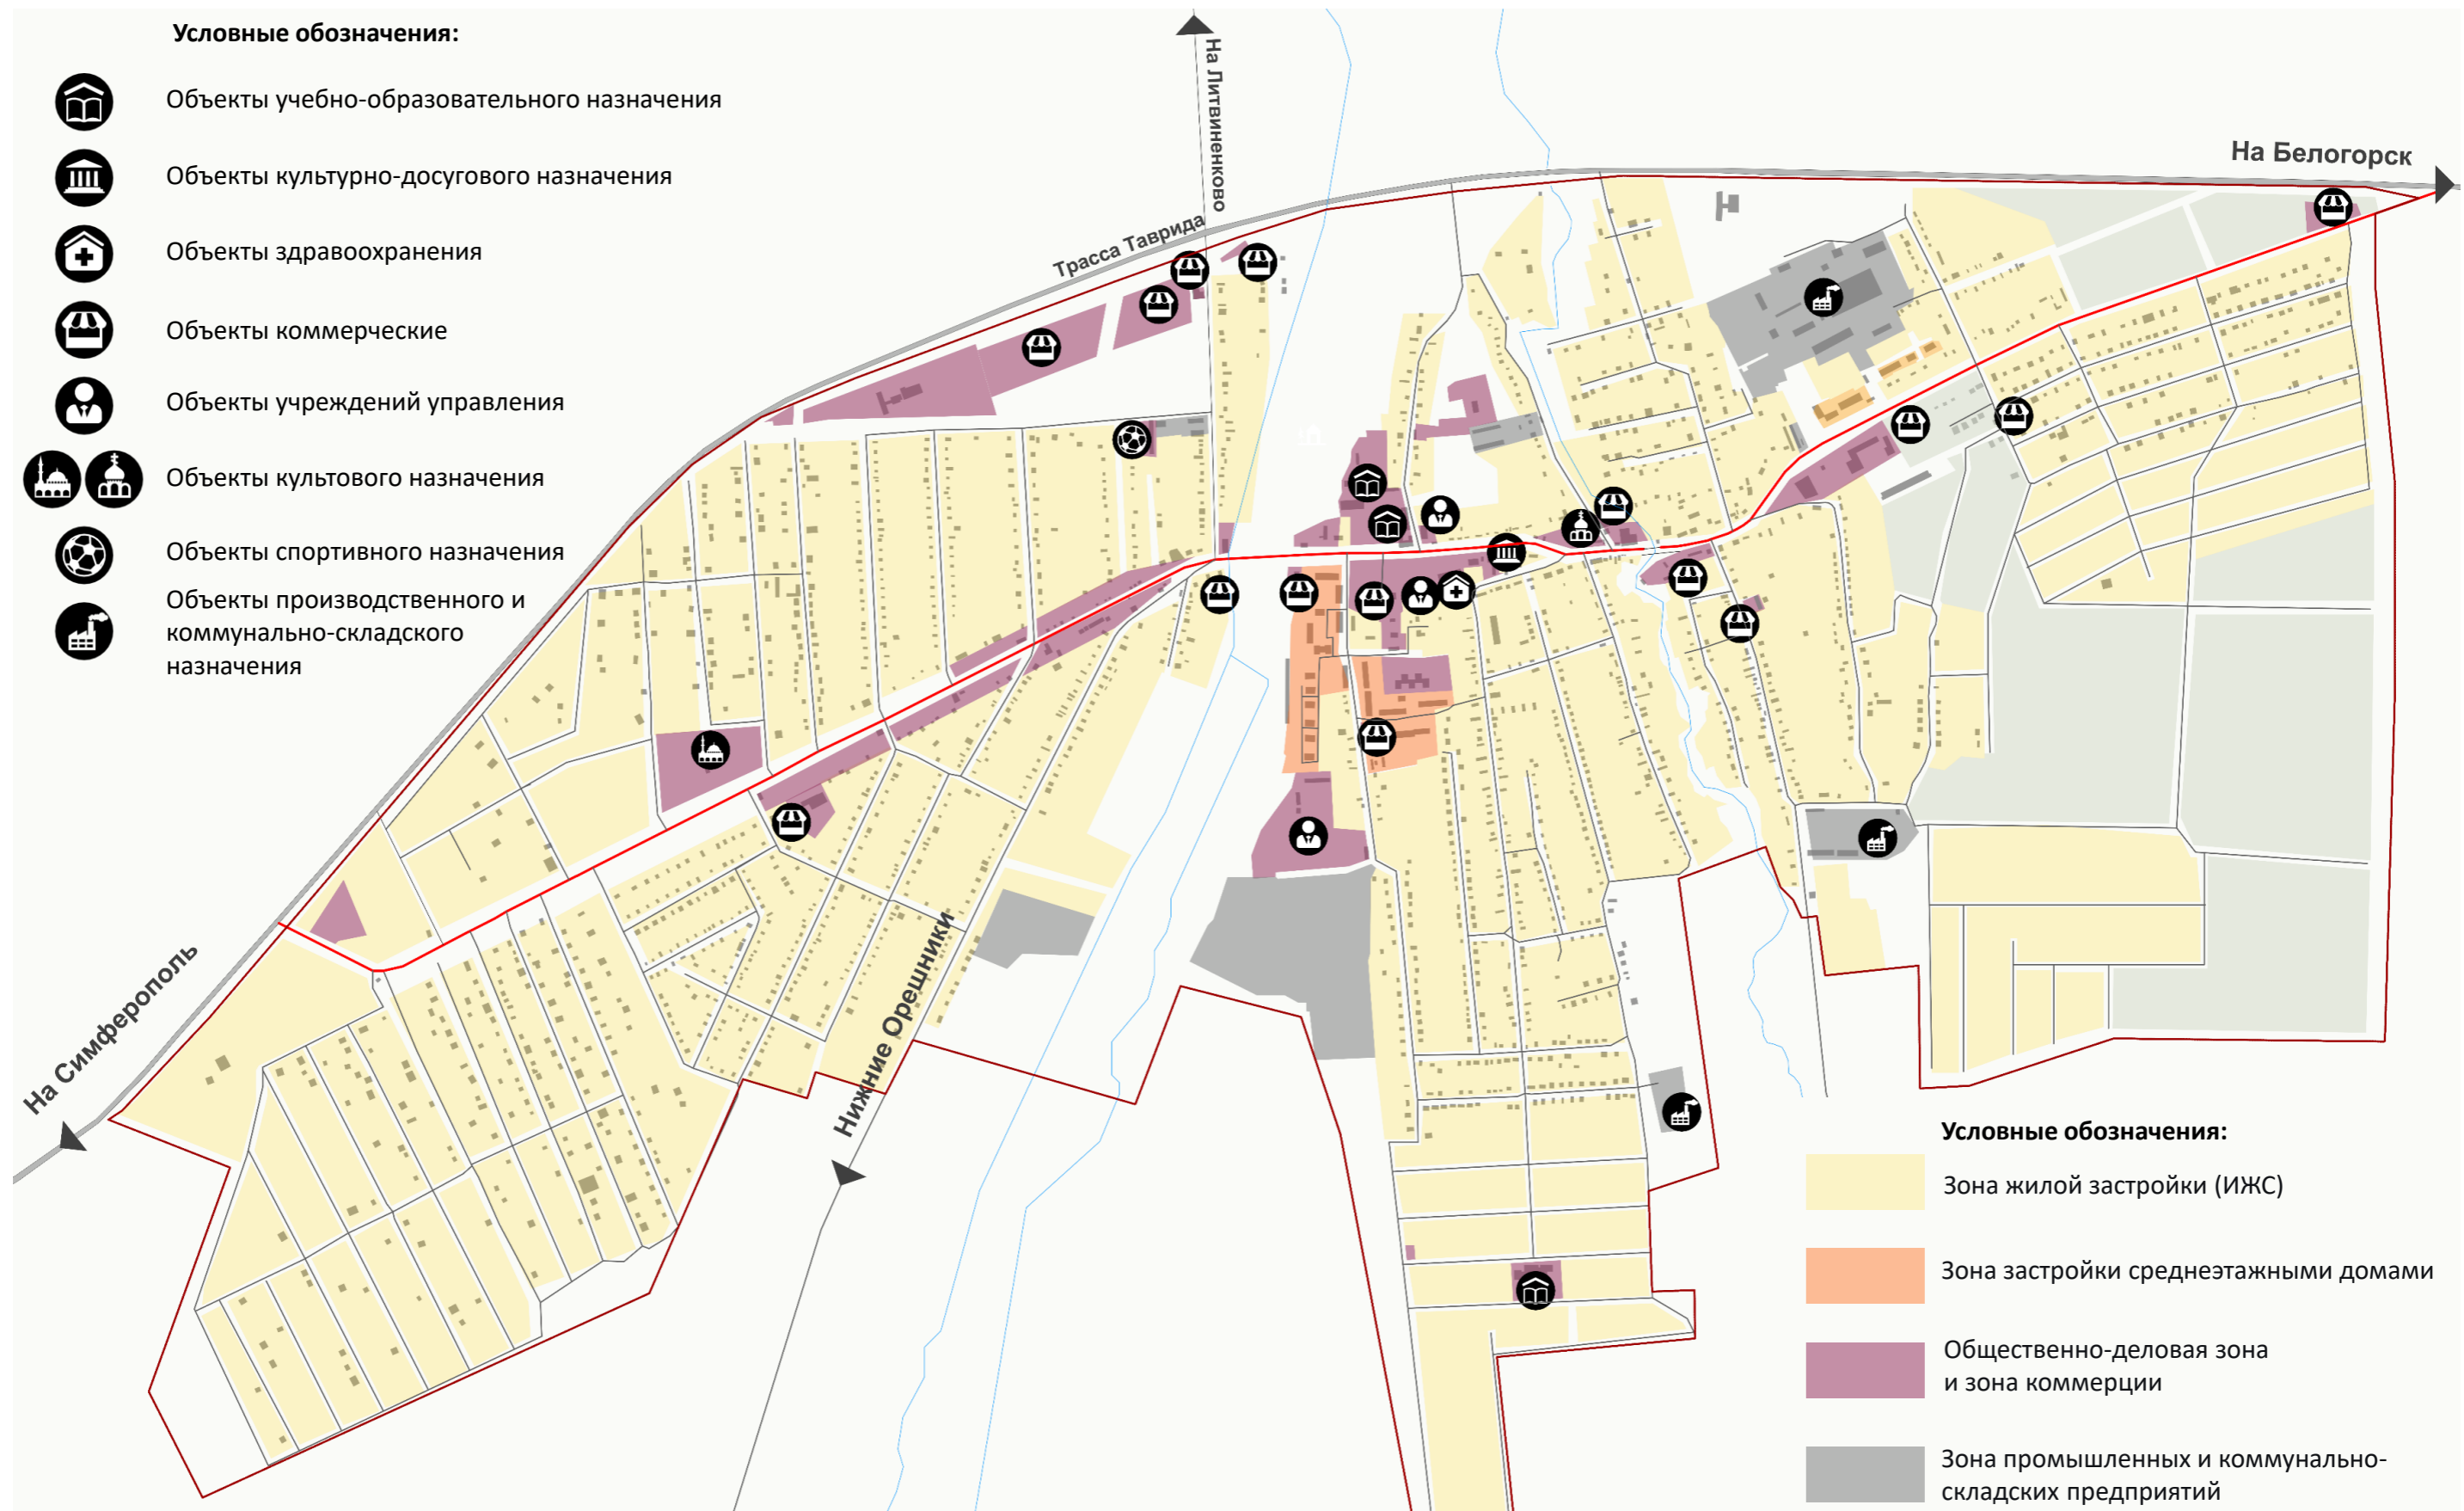 Условные обозначения:
Объекты учебно-образовательного назначения
Объекты культурно-досугового назначения
Объекты здравоохранения
Объекты коммерческие
Объекты учреждений управления
Объекты культового назначения
Объекты спортивного назначения
Объекты производственного и
коммунально-складского
назначения
На Литвиненково
Трасса Таврида
На Белогорск
На Симферополь
Нижние Орешники
Условные обозначения:
Зона жилой застройки (ИЖС)
Зона застройки среднеэтажными домами
Общественно-деловая зона
и зона коммерции
Зона промышленных и коммунально-
складских предприятий